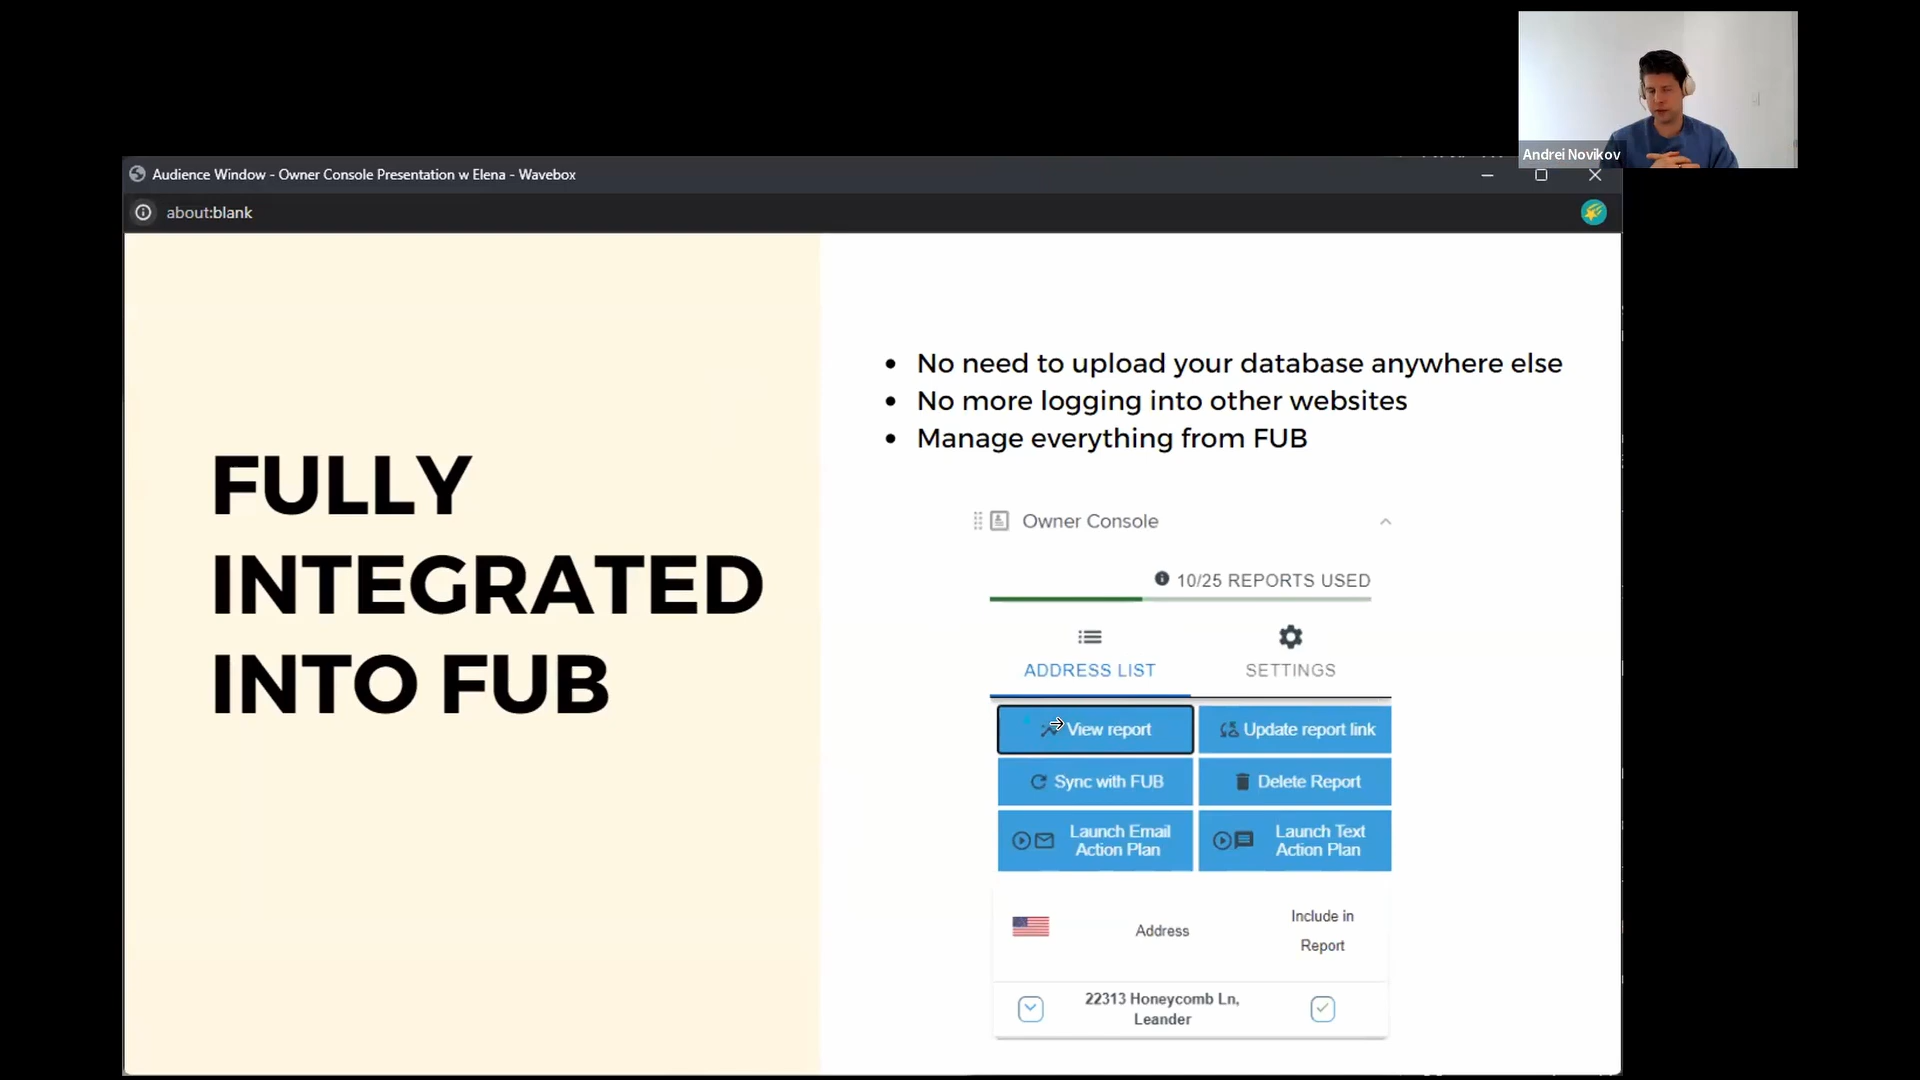 Andrei Novikov
Audience Window - Owner Console Presentation w Elena - Wavebox
about:blank
FULLY
INTEGRATED
INTO FUB
• No need to upload your database anywhere else
• No more logging into other websites
• Manage everything from FUB
Owner Console
10/25 REPORTS USED
ADDRESS LIST
SETTINGS
View report
Update report link
Sync with FUB
Delete Report
Launch Email
Action Plan
Launch Text
Action Plan
Address
Include in
Report
22313 Honeycomb Ln,
Leander